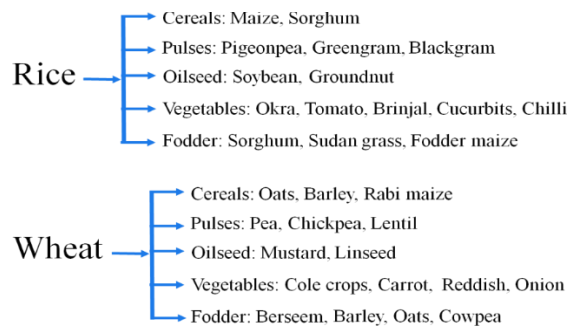 Cereals: Maize, Sorghum
Pulses: Pigeonpea, Greengram, Blackgram
Rice
Oilseed: Soybean, Groundnut
Vegetables: Okra, Tomato, Brinjal, Cucurbits, Chilli
Fodder: Sorghum, Sudan grass, Fodder maize
Cereals: Oats, Barley, Rabi maize
Pulses: Pea, Chickpea, Lentil
Wheat
Oilseed: Mustard, Linseed
Vegetables: Cole crops, Carrot, Reddish, Onion
Fodder: Berseem, Barley, Oats, Cowpea